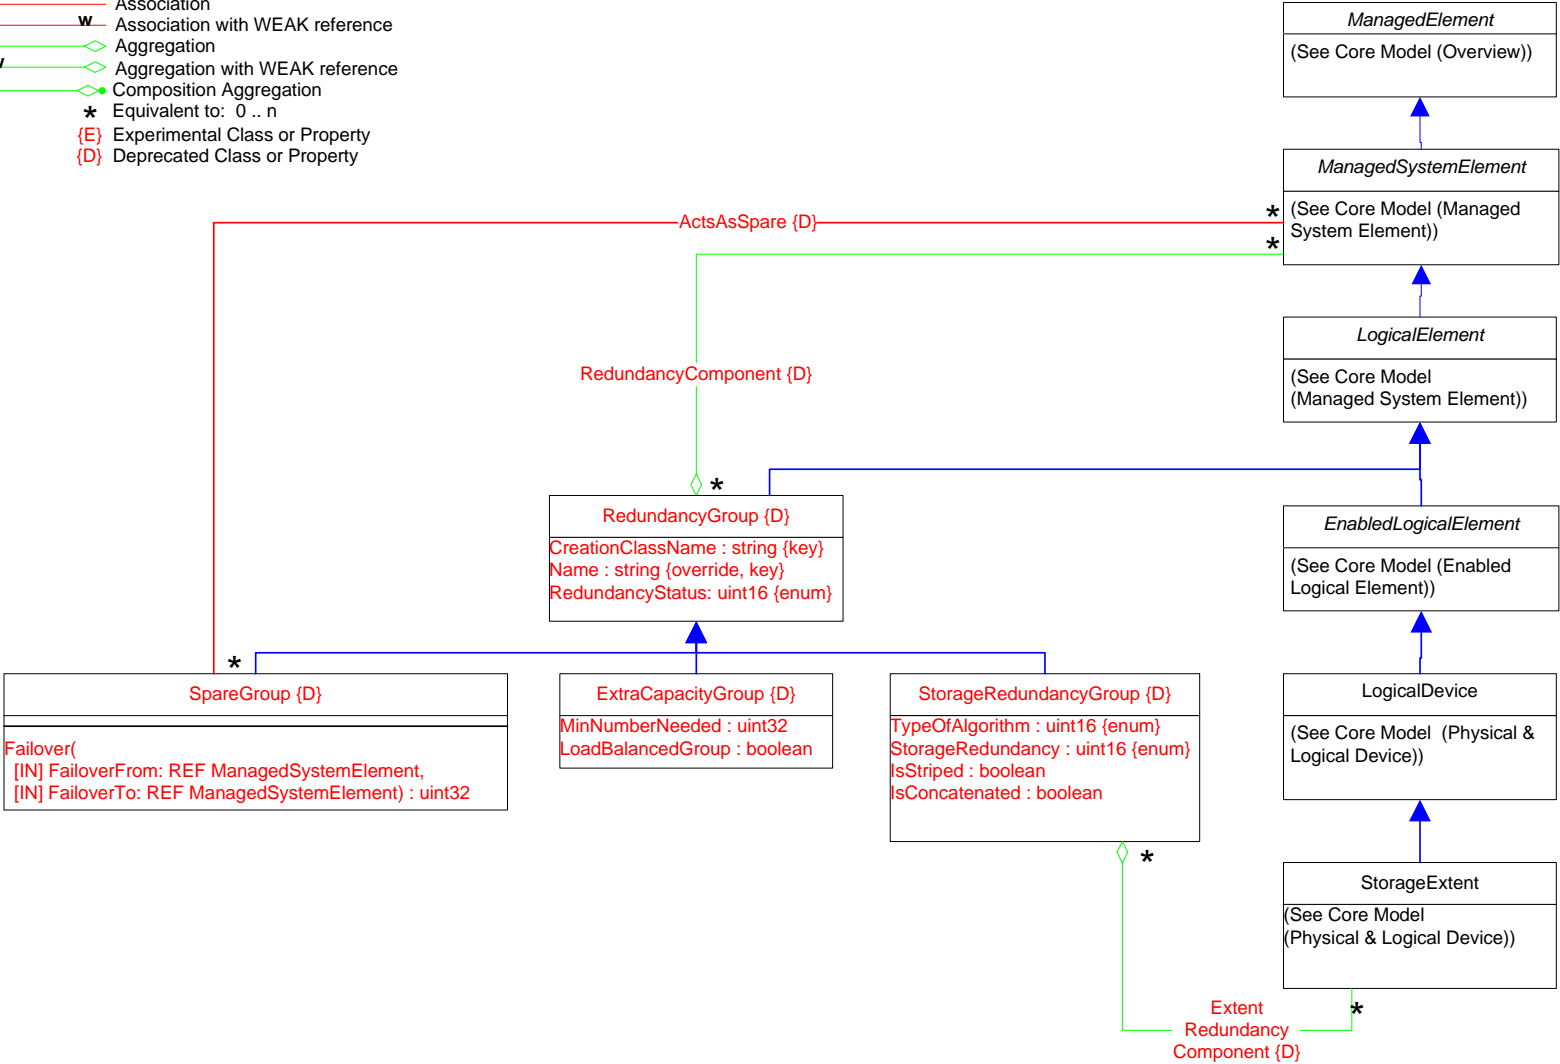 Association
w Association with WEAK reference
Aggregation
Aggregation with WEAK reference
Composition Aggregation
* Equivalent to: 0 .. n
{E} Experimental Class or Property
{D} Deprecated Class or Property
ManagedElement
(See Core Model (Overview))
ManagedSystemElement
(See Core Model (Managed
System Element))
*
*
ActsAsSpare {D}
LogicalElement
(See Core Model
(Managed System Element))
RedundancyComponent {D}
*
RedundancyGroup {D}
CreationClassName : string {key}
Name : string {override, key}
RedundancyStatus: uint16 {enum}
EnabledLogicalElement
(See Core Model (Enabled
Logical Element))
*
SpareGroup {D}
Failover(
[IN] FailoverFrom: REF ManagedSystemElement,
[IN] FailoverTo: REF ManagedSystemElement) : uint32
ExtraCapacityGroup {D}
MinNumberNeeded : uint32
LoadBalancedGroup : boolean
StorageRedundancyGroup {D}
TypeOfAlgorithm : uint16 {enum}
StorageRedundancy : uint16 {enum}
IsStriped : boolean
IsConcatenated : boolean
*
LogicalDevice
(See Core Model (Physical &
Logical Device))
StorageExtent
(See Core Model
(Physical & Logical Device))
*
Extent
Redundancy
Component {D}